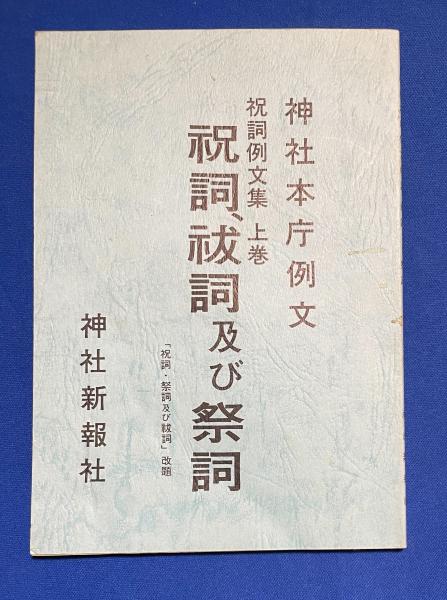 神社本庁例文
祝詞例文集 上巻
祝詞、祓詞及び祭詞
「祝詞・祭詞及び祓詞」改題
神社新報社